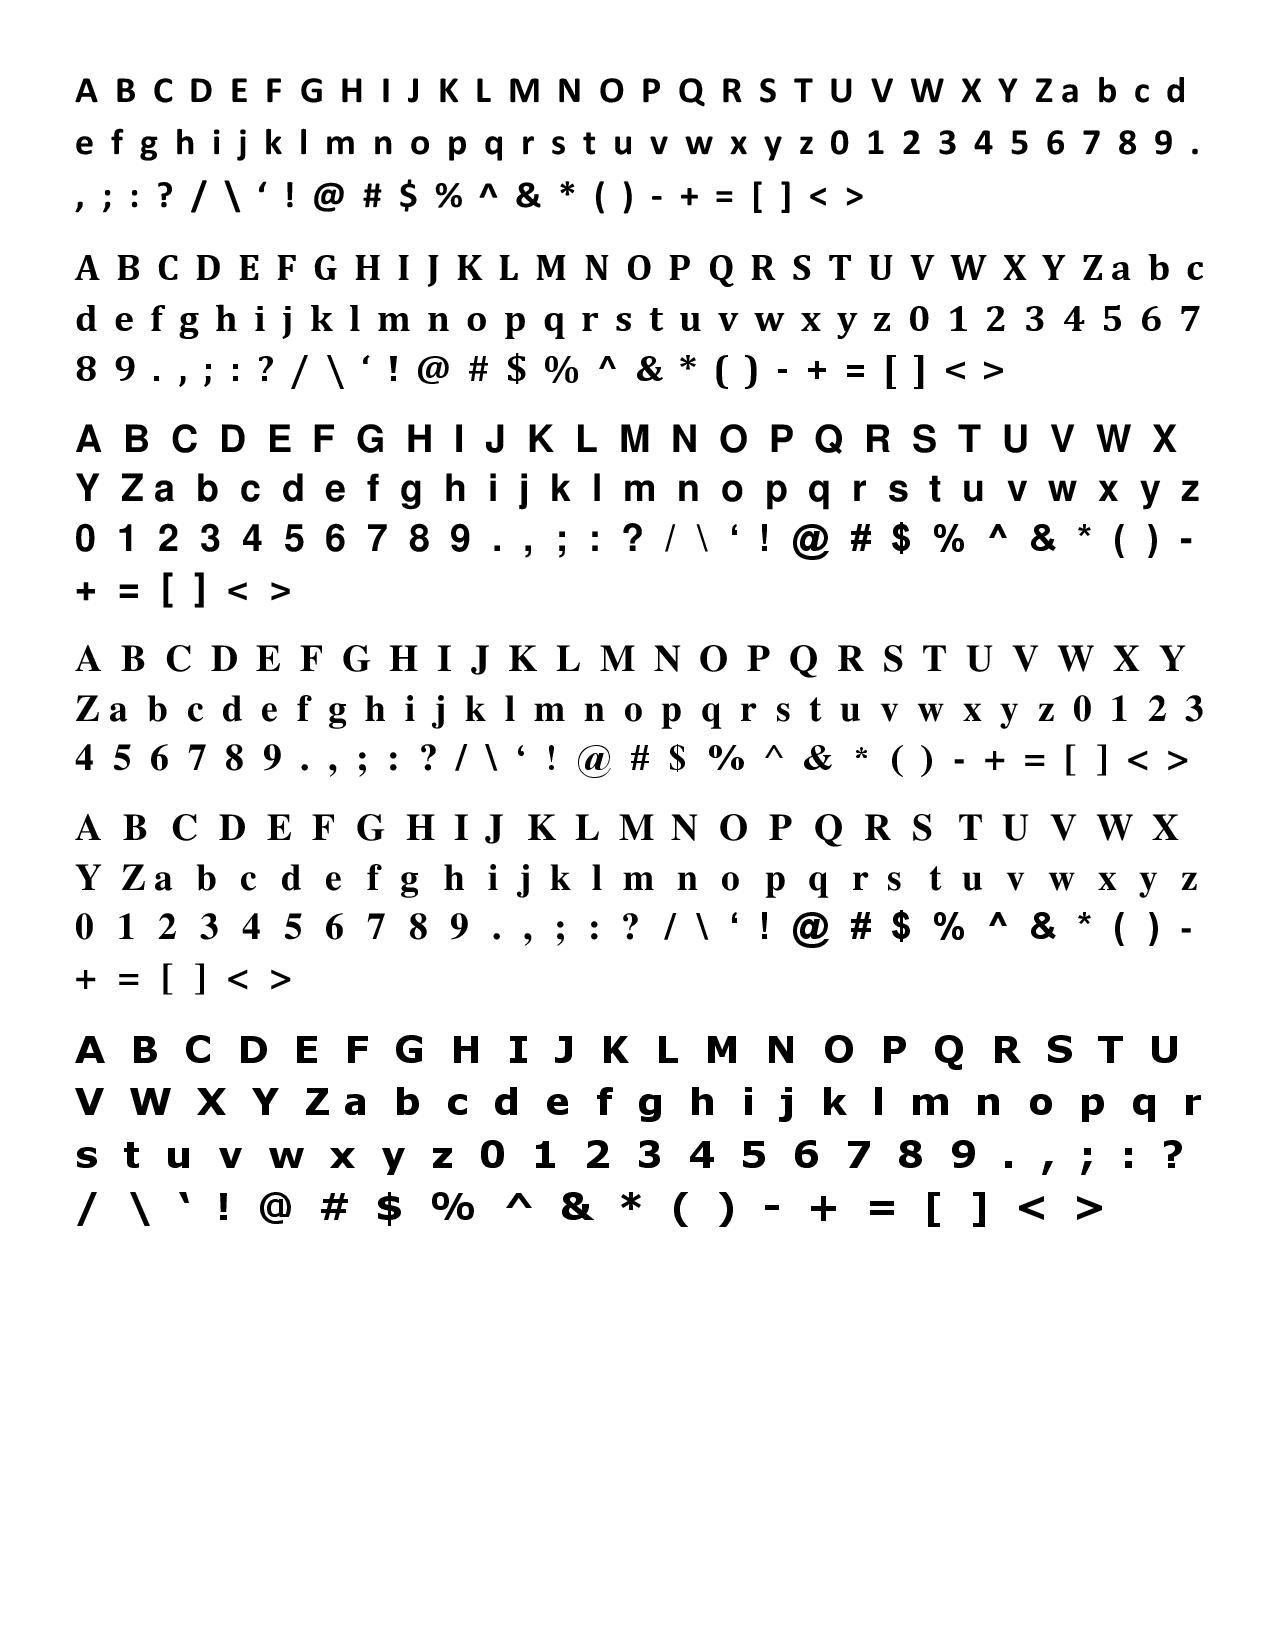 A B C D E F G H I J K L M N O P Q R S T U V W X Y Z a b c d
e f g h i j k l m n o p q r s t u v w x y z 0 1 2 3 4 5 6 7 8 9 .
, ; : ? / \ ‘ ! @ # $ % ^ & * ( ) - + = [ ] < >
A B C D E F G H I J K L M N O P Q R S T U V W X Y Z a b c
d e f g h i j k l m n o p q r s t u v w x y z 0 1 2 3 4 5 6 7
8 9 . , ; : ? / \ ‘ ! @ # $ % ^ & * ( ) - + = [ ] < >
A B C D E F G H I J K L M N O P Q R S T U V W X
Y Z a b c d e f g h i j k l m n o p q r s t u v w x y z
0 1 2 3 4 5 6 7 8 9 . , ; : ? / \ ‘ ! @ # $ % ^ & * ( ) -
+ = [ ] < >
A B C D E F G H I J K L M N O P Q R S T U V W X Y
Z a b c d e f g h i j k l m n o p q r s t u v w x y z 0 1 2 3
4 5 6 7 8 9 . , ; : ? / \ ‘ ! @ # $ % ^ & * ( ) - + = [ ] < >
A B C D E F G H I J K L M N O P Q R S T U V W X
Y Z a b c d e f g h i j k l m n o p q r s t u v w x y z
0 1 2 3 4 5 6 7 8 9 . , ; : ? / \ ‘ ! @ # $ % ^ & * ( ) -
+ = [ ] < >
A B C D E F G H I J K L M N O P Q R S T U
V W X Y Z a b c d e f g h i j k l m n o p q r
s t u v w x y z 0 1 2 3 4 5 6 7 8 9 . , ; : ?
/ \ ‘ ! @ # $ % ^ & * ( ) - + = [ ] < >